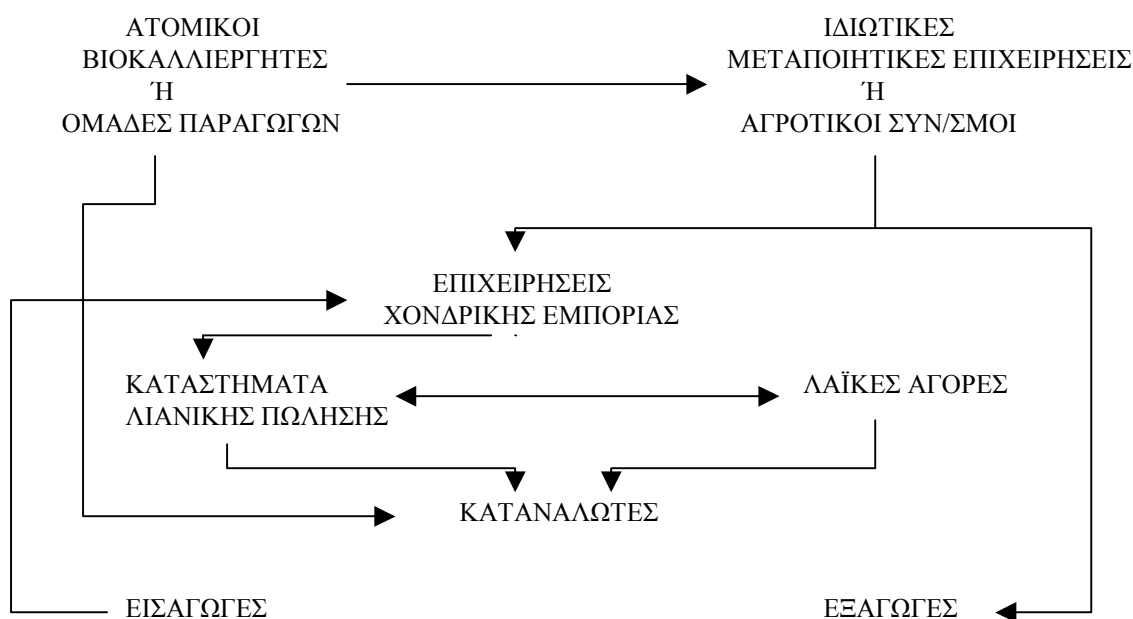 ΑΤΟΜΙΚΟΙ
ΒΙΟΚΑΛΛΙΕΡΓΗΤΕΣ
Ή
ΟΜΑΔΕΣ ΠΑΡΑΓΩΓΩΝ
ΙΔΙΩΤΙΚΕΣ
ΜΕΤΑΠΟΙΗΤΙΚΕΣ ΕΠΙΧΕΙΡΗΣΕΙΣ
Ή
ΑΓΡΟΤΙΚΟΙ ΣΥΝ/ΣΜΟΙ
ΕΠΙΧΕΙΡΗΣΕΙΣ
ΧΟΝΔΡΙΚΗΣ ΕΜΠΟΡΙΑΣ
ΚΑΤΑΣΤΗΜΑΤΑ
ΛΙΑΝΙΚΗΣ ΠΩΛΗΣΗΣ
ΛΑΪΚΕΣ ΑΓΟΡΕΣ
ΚΑΤΑΝΑΛΩΤΕΣ
ΕΙΣΑΓΩΓΕΣ
ΕΞΑΓΩΓΕΣ